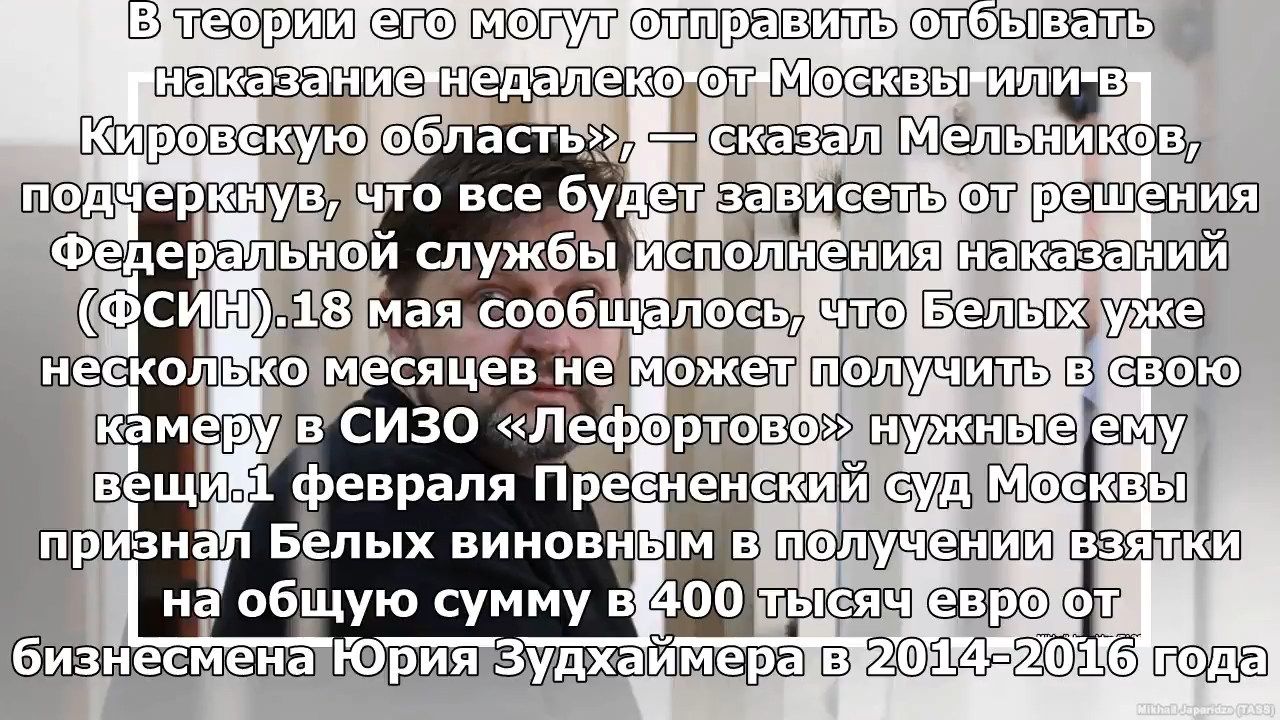 В теории его могут отправить отбывать
наказание недалеко от Москвы или в
Кировскую область», — сказал Мельников,
подчеркнув, что все будет зависеть от решения
Федеральной службы исполнения наказаний
(ФСИН).18 мая сообщалось, что Белых уже
несколько месяцев не может получить в свою
камеру в СИЗО «Лефортово» нужные ему
вещи.1 февраля Пресненский суд Москвы
признал Белых виновным в получении взятки
на общую сумму в 400 тысяч евро от
бизнесмена Юрия Зудхаймера в 2014-2016 года
Mikhail Japaridze (TASS)